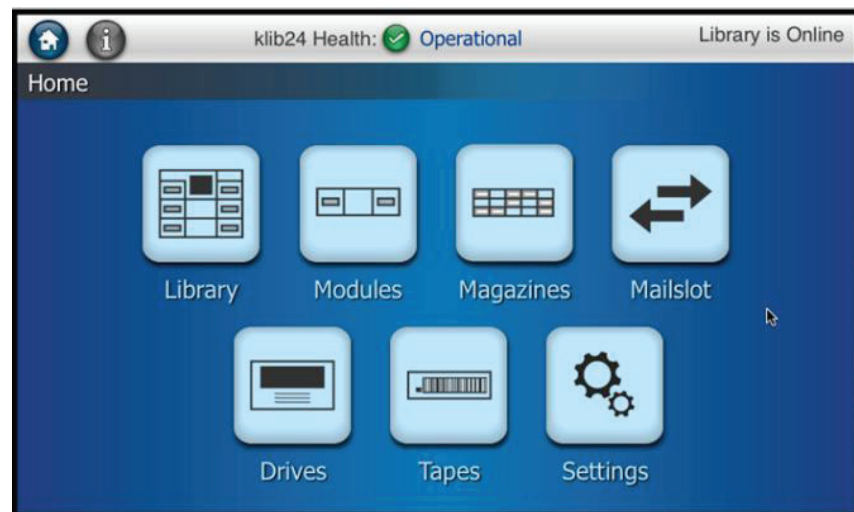 klib24 Health: Operational Library is Online
Home
Library Modules Magazines Mailslot
Drives Tapes Settings